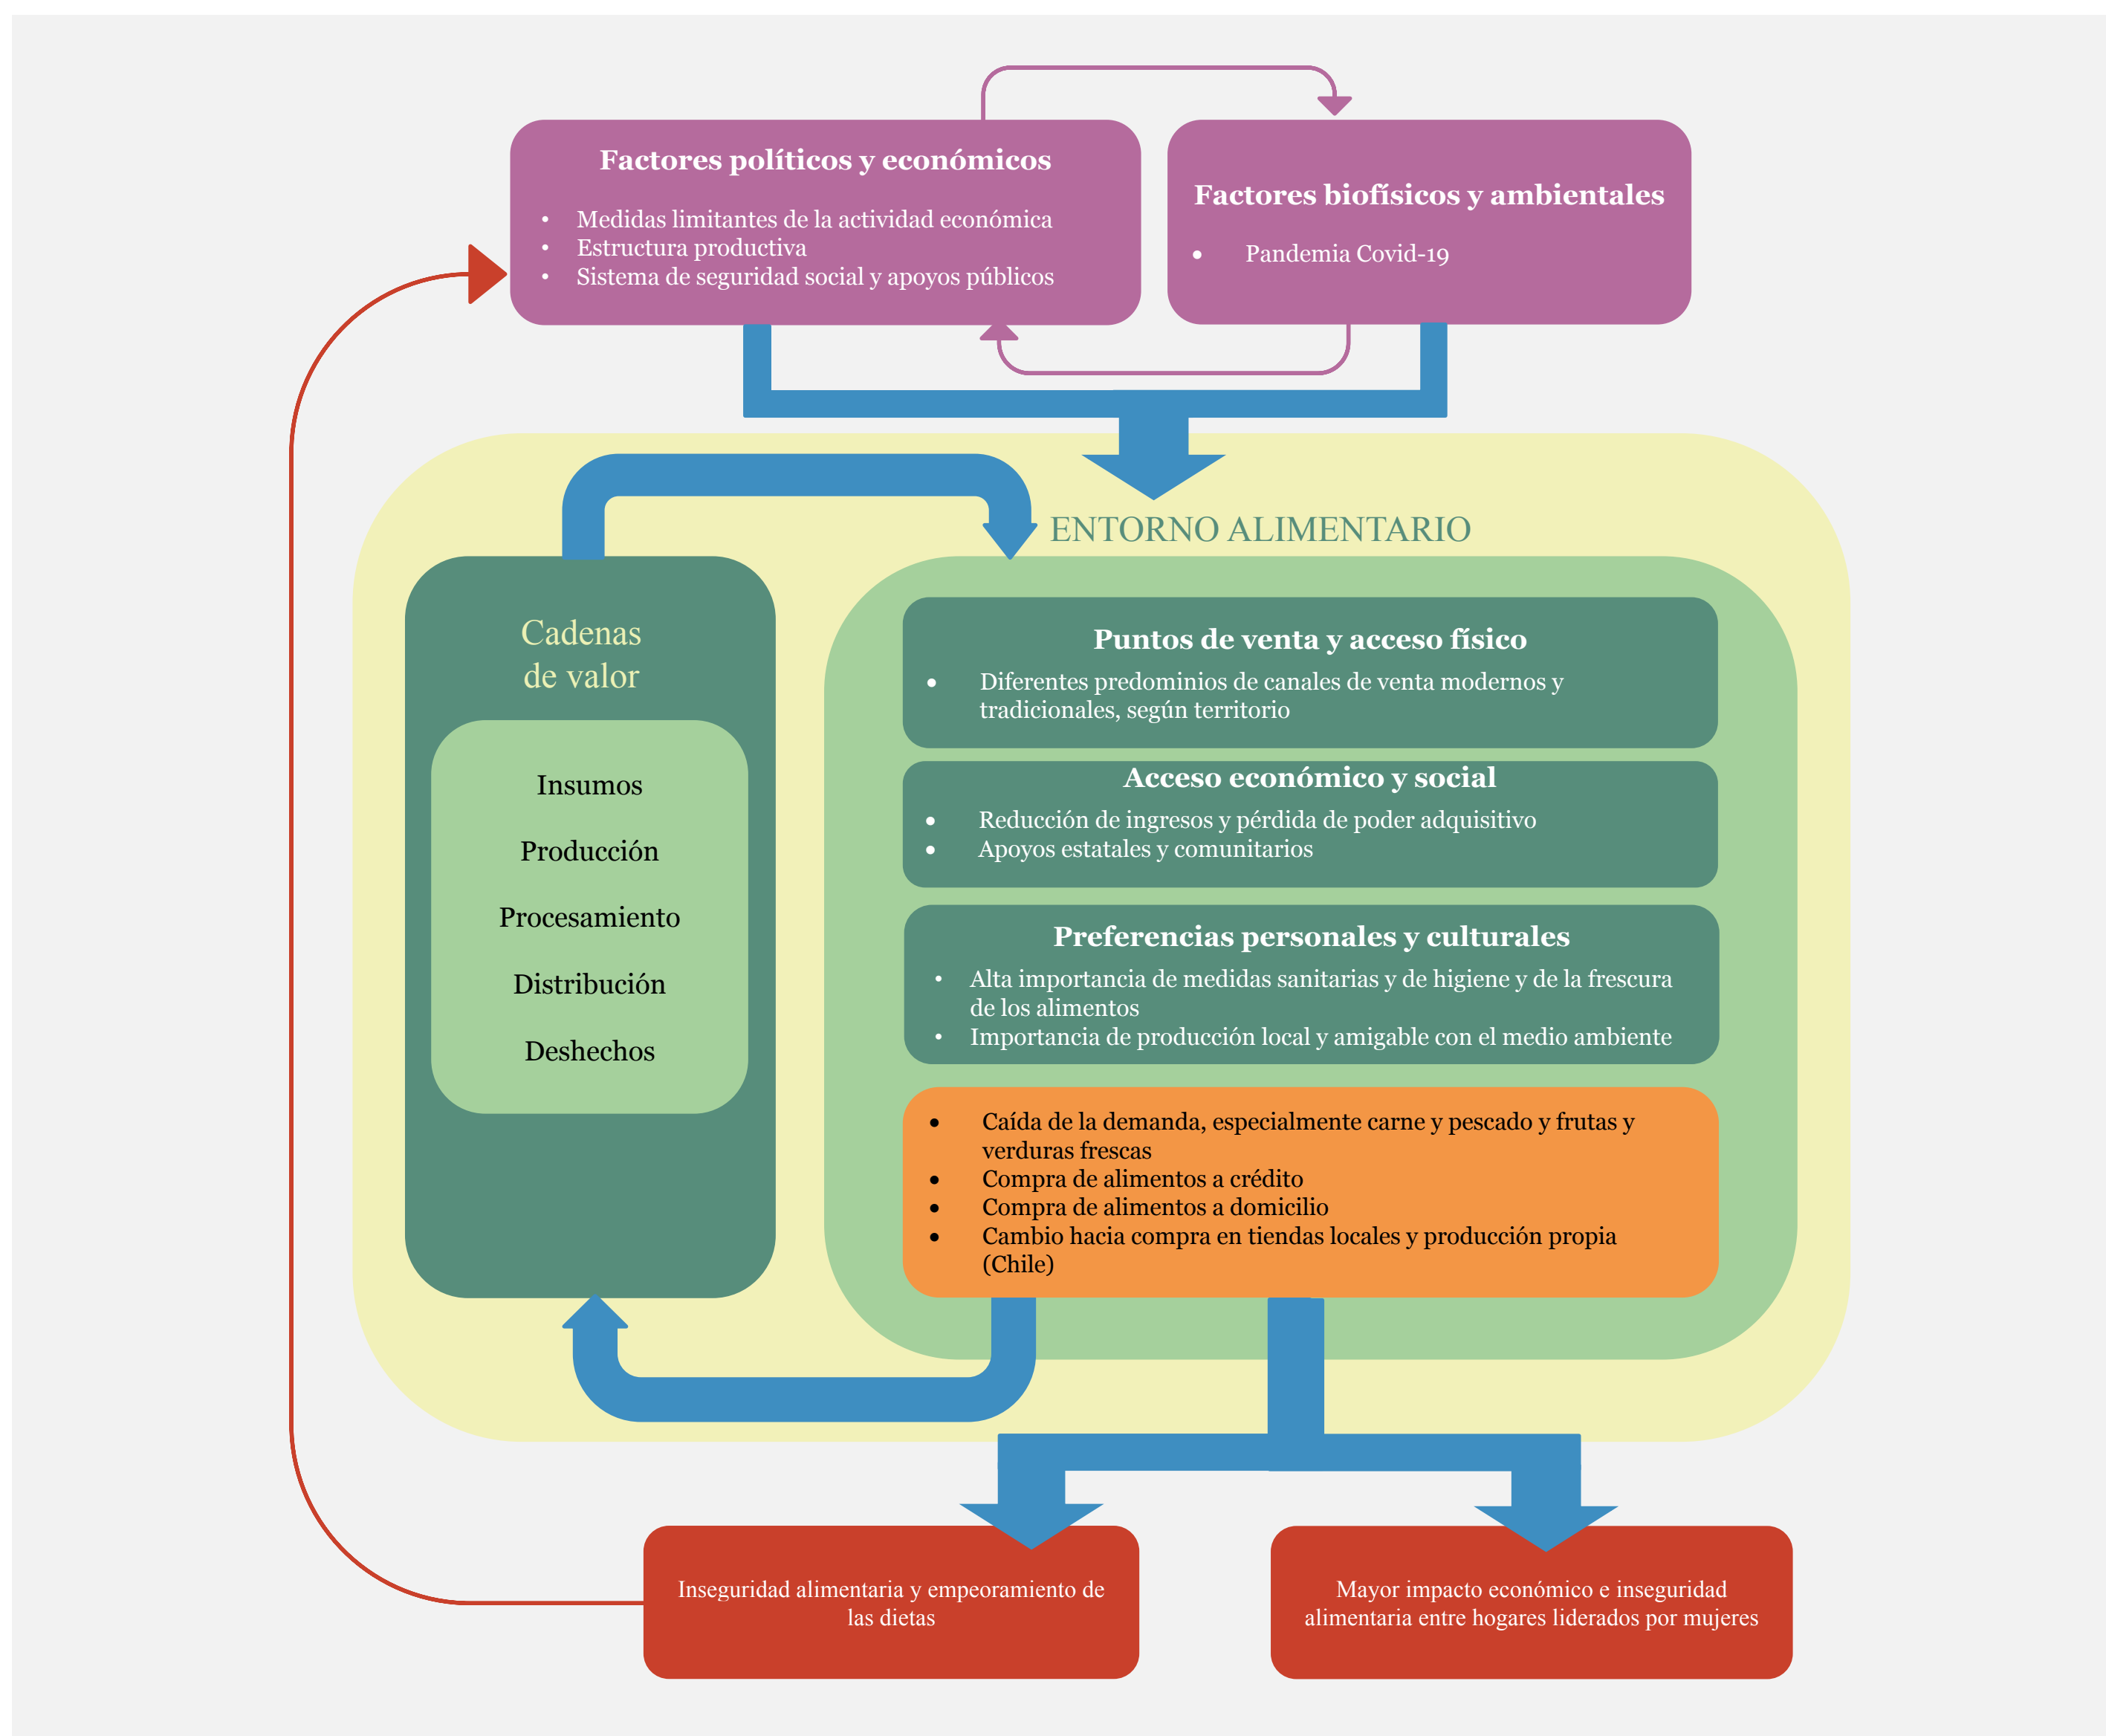 Factores políticos y económicos
• Medidas limitantes de la actividad económica
• Estructura productiva
• Sistema de seguridad social y apoyos públicos
Factores biofísicos y ambientales
• Pandemia Covid-19
ENTORNO ALIMENTARIO
Cadenas
de valor
Insumos
Producción
Procesamiento
Distribución
Deshechos
Puntos de venta y acceso físico
• Diferentes predominios de canales de venta modernos y
tradicionales, según territorio
Acceso económico y social
• Reducción de ingresos y pérdida de poder adquisitivo
• Apoyos estatales y comunitarios
Preferencias personales y culturales
• Alta importancia de medidas sanitarias y de higiene y de la frescura
de los alimentos
• Importancia de producción local y amigable con el medio ambiente
• Caída de la demanda, especialmente carne y pescado y frutas y
verduras frescas
• Compra de alimentos a crédito
• Compra de alimentos a domicilio
• Cambio hacia compra en tiendas locales y producción propia
(Chile)
Inseguridad alimentaria y empeoramiento de
las dietas
Mayor impacto económico e inseguridad
alimentaria entre hogares liderados por mujeres